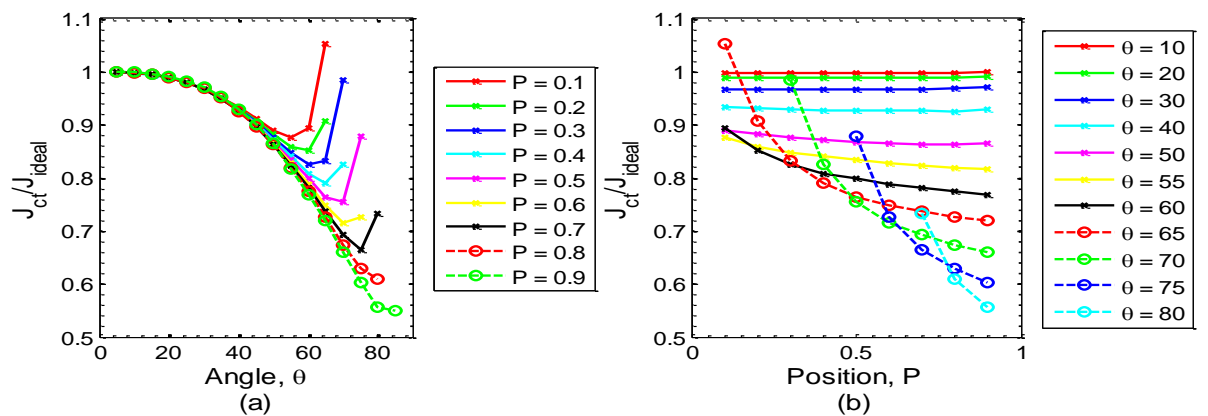 1.1
1
0.9
0.8
0.7
0.6
0.5
J_ct/J_ideal
0 20 40 60 80
Angle, θ
(a)
P = 0.1
P = 0.2
P = 0.3
P = 0.4
P = 0.5
P = 0.6
P = 0.7
P = 0.8
P = 0.9
1.1
1
0.9
0.8
0.7
0.6
0.5
J_ct/J_ideal
0 0.5 1
Position, P
(b)
θ = 10
θ = 20
θ = 30
θ = 40
θ = 50
θ = 55
θ = 60
θ = 65
θ = 70
θ = 75
θ = 80